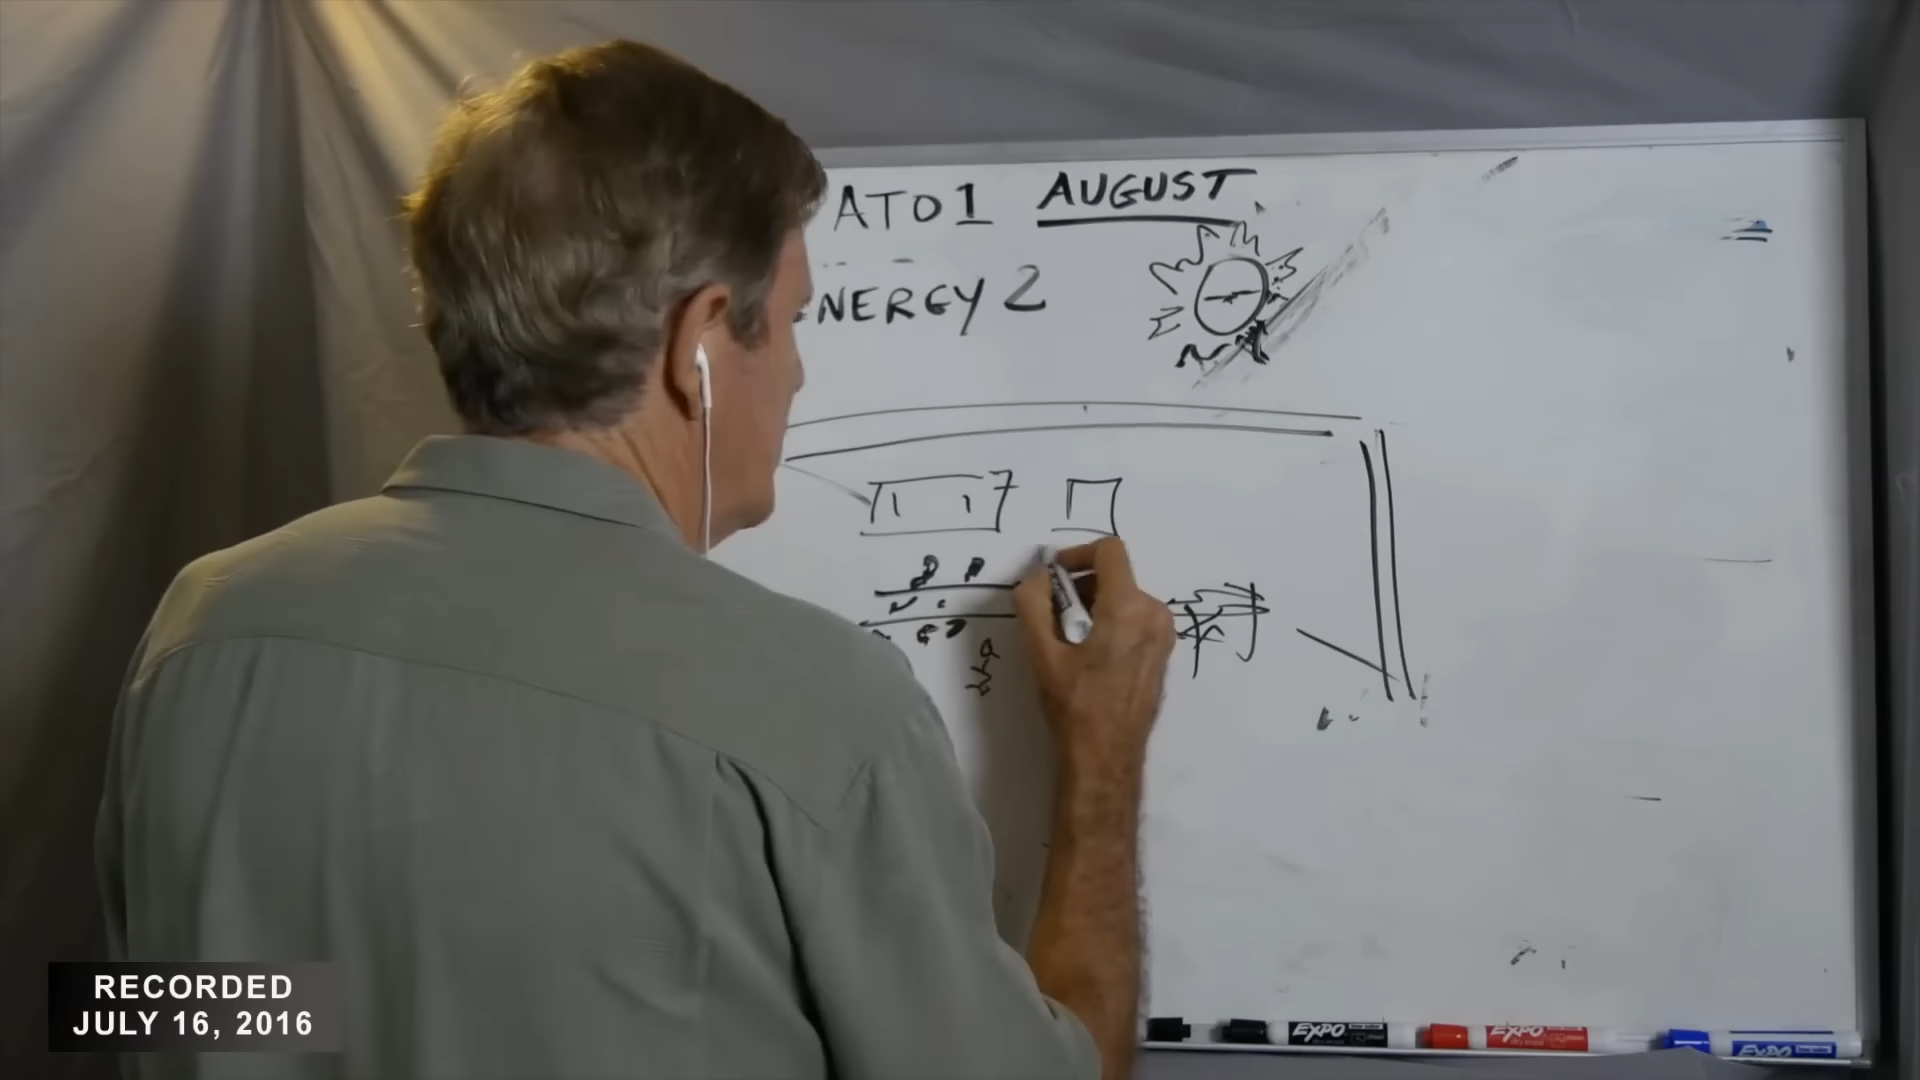 ATO1 AUGUST
NERGY 2
RECORDED
JULY 16, 2016
EXPO
EXPO
EXPO